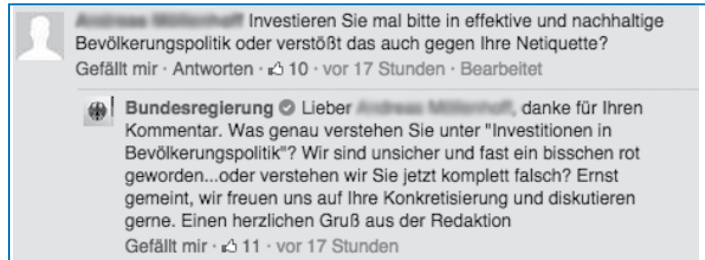 Investieren Sie mal bitte in effektive und nachhaltige
Bevölkerungspolitik oder verstößt das auch gegen Ihre Netiquette?
Gefällt mir · Antworten · 10 · vor 17 Stunden · Bearbeitet
Bundesregierung Lieber , danke für Ihren
Kommentar. Was genau verstehen Sie unter "Investitionen in
Bevölkerungspolitik"? Wir sind unsicher und fast ein bisschen rot
geworden...oder verstehen wir Sie jetzt komplett falsch? Ernst
gemeint, wir freuen uns auf Ihre Konkretisierung und diskutieren
gerne. Einen herzlichen Gruß aus der Redaktion
Gefällt mir · 11 · vor 17 Stunden